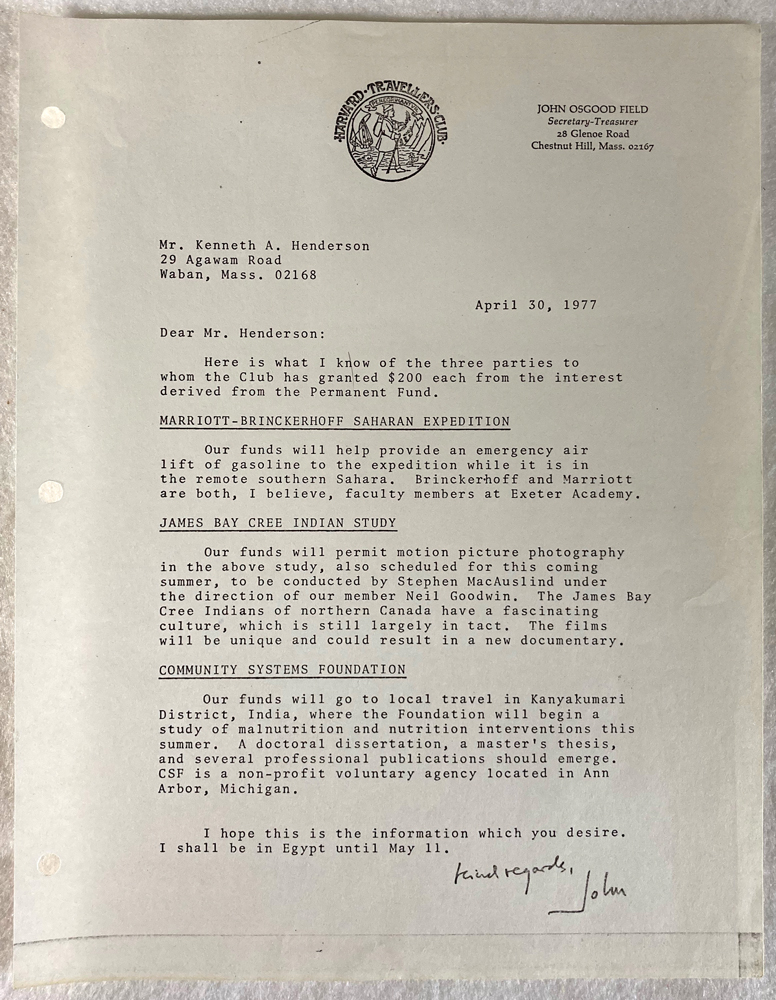 HARVARD·TRAVELLERS·CLUB·
JOHN OSGOOD FIELD
Secretary-Treasurer
28 Glenoe Road
Chestnut Hill, Mass. 02167
Mr. Kenneth A. Henderson
29 Agawam Road
Waban, Mass. 02168
April 30, 1977
Dear Mr. Henderson:
Here is what I know of the three parties to
whom the Club has granted $200 each from the interest
derived from the Permanent Fund.
MARRIOTT-BRINCKERHOFF SAHARAN EXPEDITION
Our funds will help provide an emergency air
lift of gasoline to the expedition while it is in
the remote southern Sahara. Brinckerhoff and Marriott
are both, I believe, faculty members at Exeter Academy.
JAMES BAY CREE INDIAN STUDY
Our funds will permit motion picture photography
in the above study, also scheduled for this coming
summer, to be conducted by Stephen MacAuslind under
the direction of our member Neil Goodwin. The James Bay
Cree Indians of northern Canada have a fascinating
culture, which is still largely in tact. The films
will be unique and could result in a new documentary.
COMMUNITY SYSTEMS FOUNDATION
Our funds will go to local travel in Kanyakumari
District, India, where the Foundation will begin a
study of malnutrition and nutrition interventions this
summer. A doctoral dissertation, a master's thesis,
and several professional publications should emerge.
CSF is a non-profit voluntary agency located in Ann
Arbor, Michigan.
I hope this is the information which you desire.
I shall be in Egypt until May 11.
Kind regards,
John